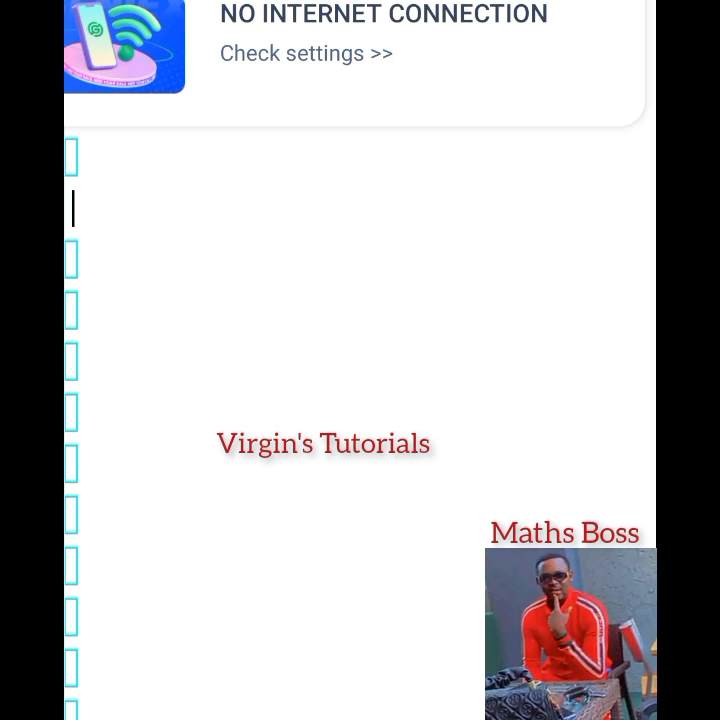 NO INTERNET CONNECTION
Check settings >>
Virgin's Tutorials
Maths Boss